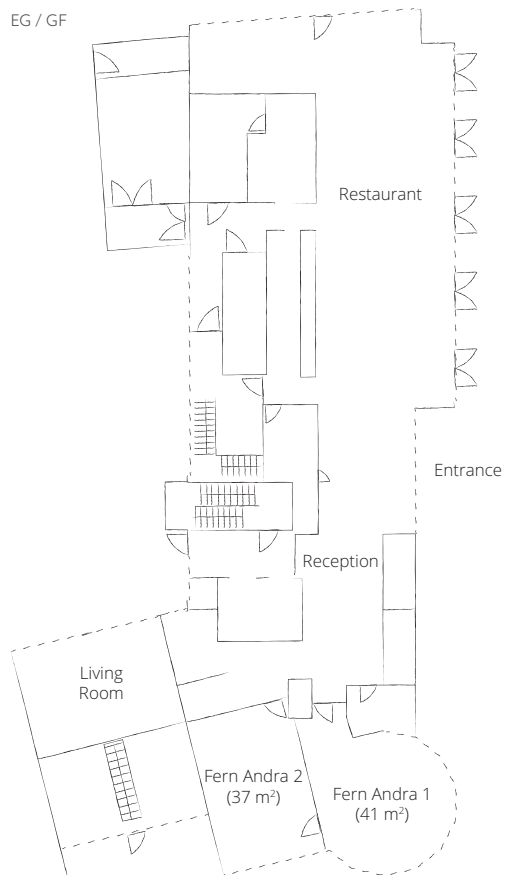 EG / GF
Restaurant
Entrance
Reception
Living
Room
Fern Andra 2
(37 m²)
Fern Andra 1
(41 m²)